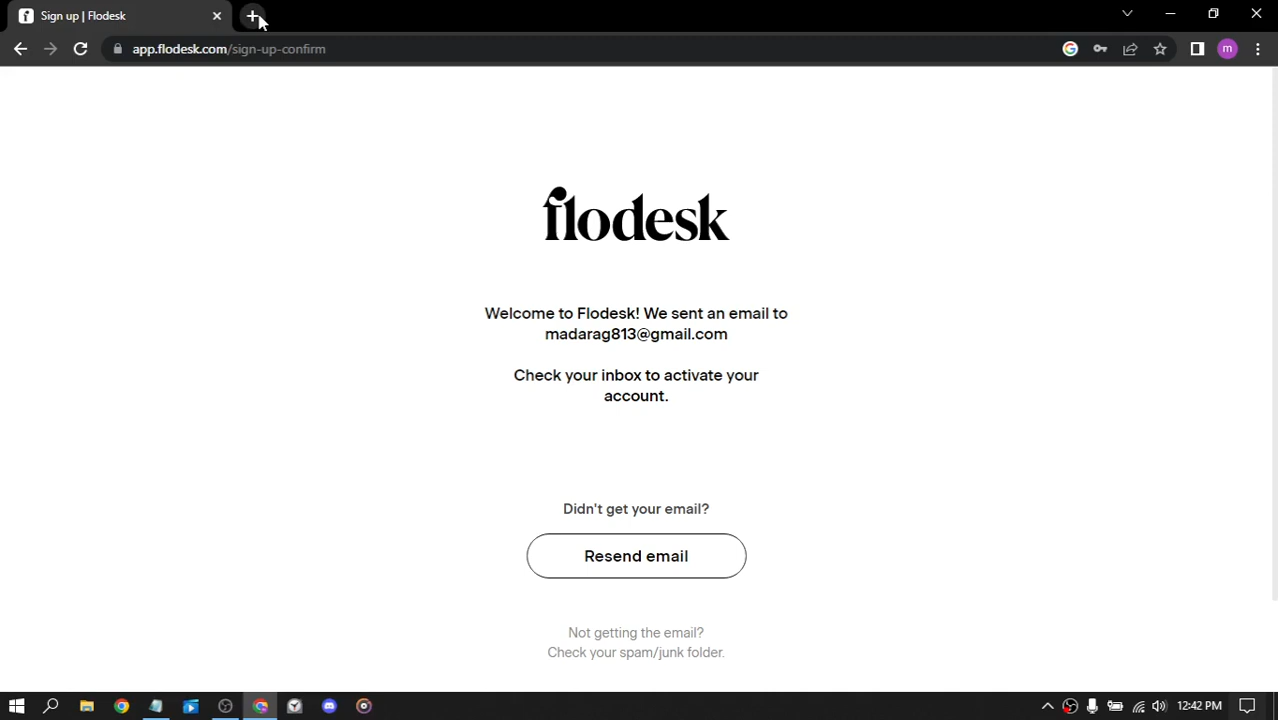 Sign up | Flodesk
app.flodesk.com/sign-up-confirm
m
flodesk
Welcome to Flodesk! We sent an email to
madarag813@gmail.com
Check your inbox to activate your
account.
Didn't get your email?
Resend email
Not getting the email?
Check your spam/junk folder.
12:42 PM